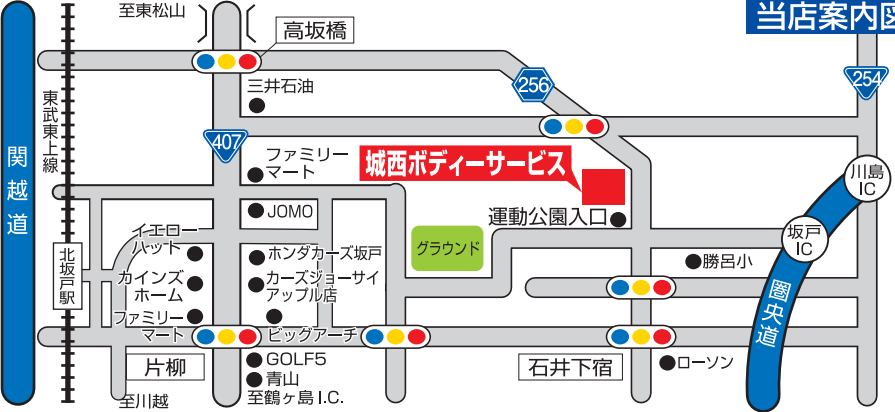 至東松山
高坂橋
当店案内図
三井石油
256
254
東武東上線
407
関越道
ファミリー
マート
城西ボディーサービス
川島
IC
JOMO
運動公園入口
イエロー
ハット
グラウンド
坂戸
IC
北坂戸駅
ホンダカーズ坂戸
勝呂小
カインズ
ホーム
カーズジョーサイ
アップル店
圏央道
ファミリー
マート
ビッグアーチ
片柳
GOLF5
石井下宿
ローソン
青山
至川越
至鶴ヶ島I.C.